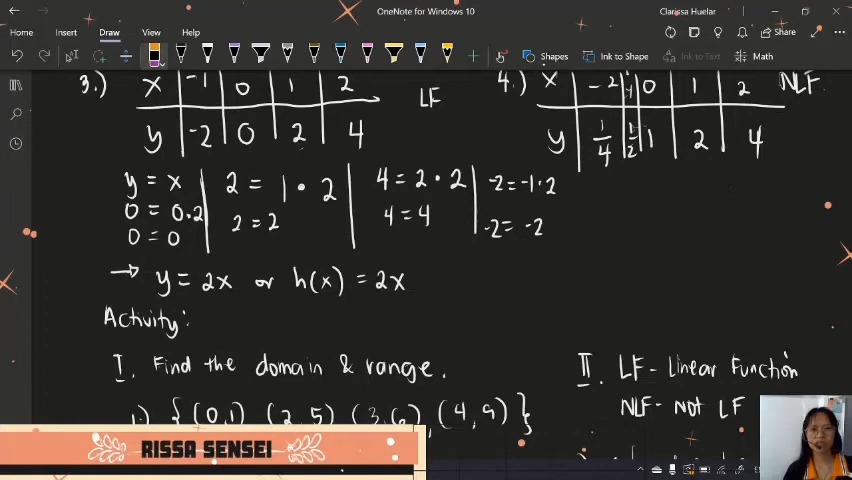 OneNote for Windows 10
Clarissa Huelar
Home Insert Draw View Help
Share
Shapes Ink to Shape Ink to Text Math
3.) x -1 0 1 2 LF
y -2 0 2 4
4.) x -2 -1 0 1 2 NLF
y 1/4 1/2 1 2 4
y = x 2 = 1 • 2 4 = 2 • 2 -2 = -1 • 2
0 = 0.2 2 = 2 4 = 4 -2 = -2
0 = 0
→ y = 2x or h(x) = 2x
Activity:
I. Find the domain & range.
1.) {(0,1) (2,5) (3,6), (4,9)}
II. LF - Linear Function
NLF - Not LF
RISSA SENSEI